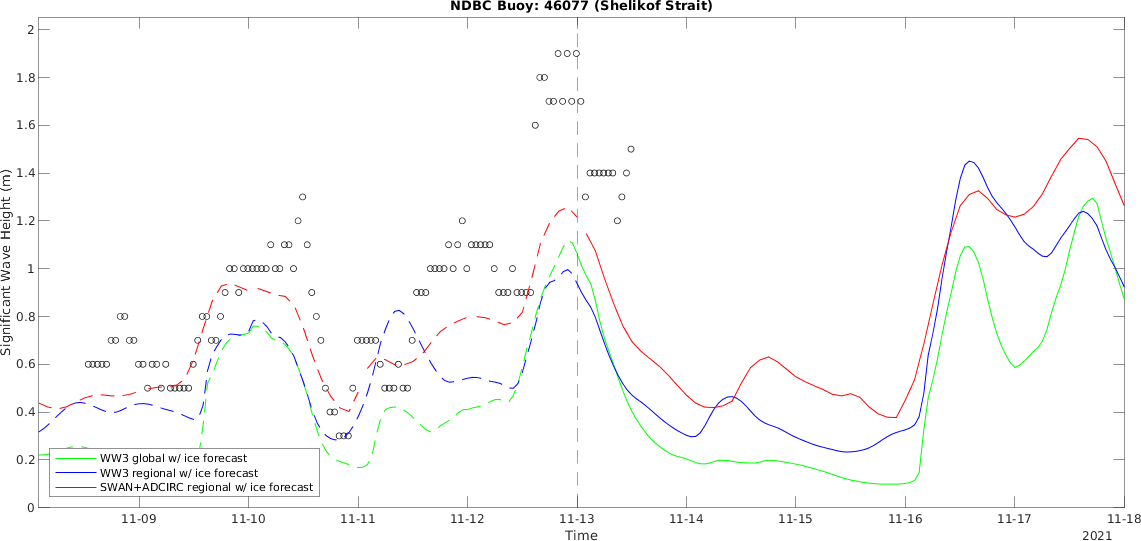 NDBC Buoy: 46077 (Shelikof Strait)
Significant Wave Height (m)
2
1.8
1.6
1.4
1.2
1
0.8
0.6
0.4
0.2
0
WW3 global w/ ice forecast
WW3 regional w/ ice forecast
SWAN+ADCIRC regional w/ ice forecast
11-09 11-10 11-11 11-12 11-13 11-14 11-15 11-16 11-17 11-18
Time
2021